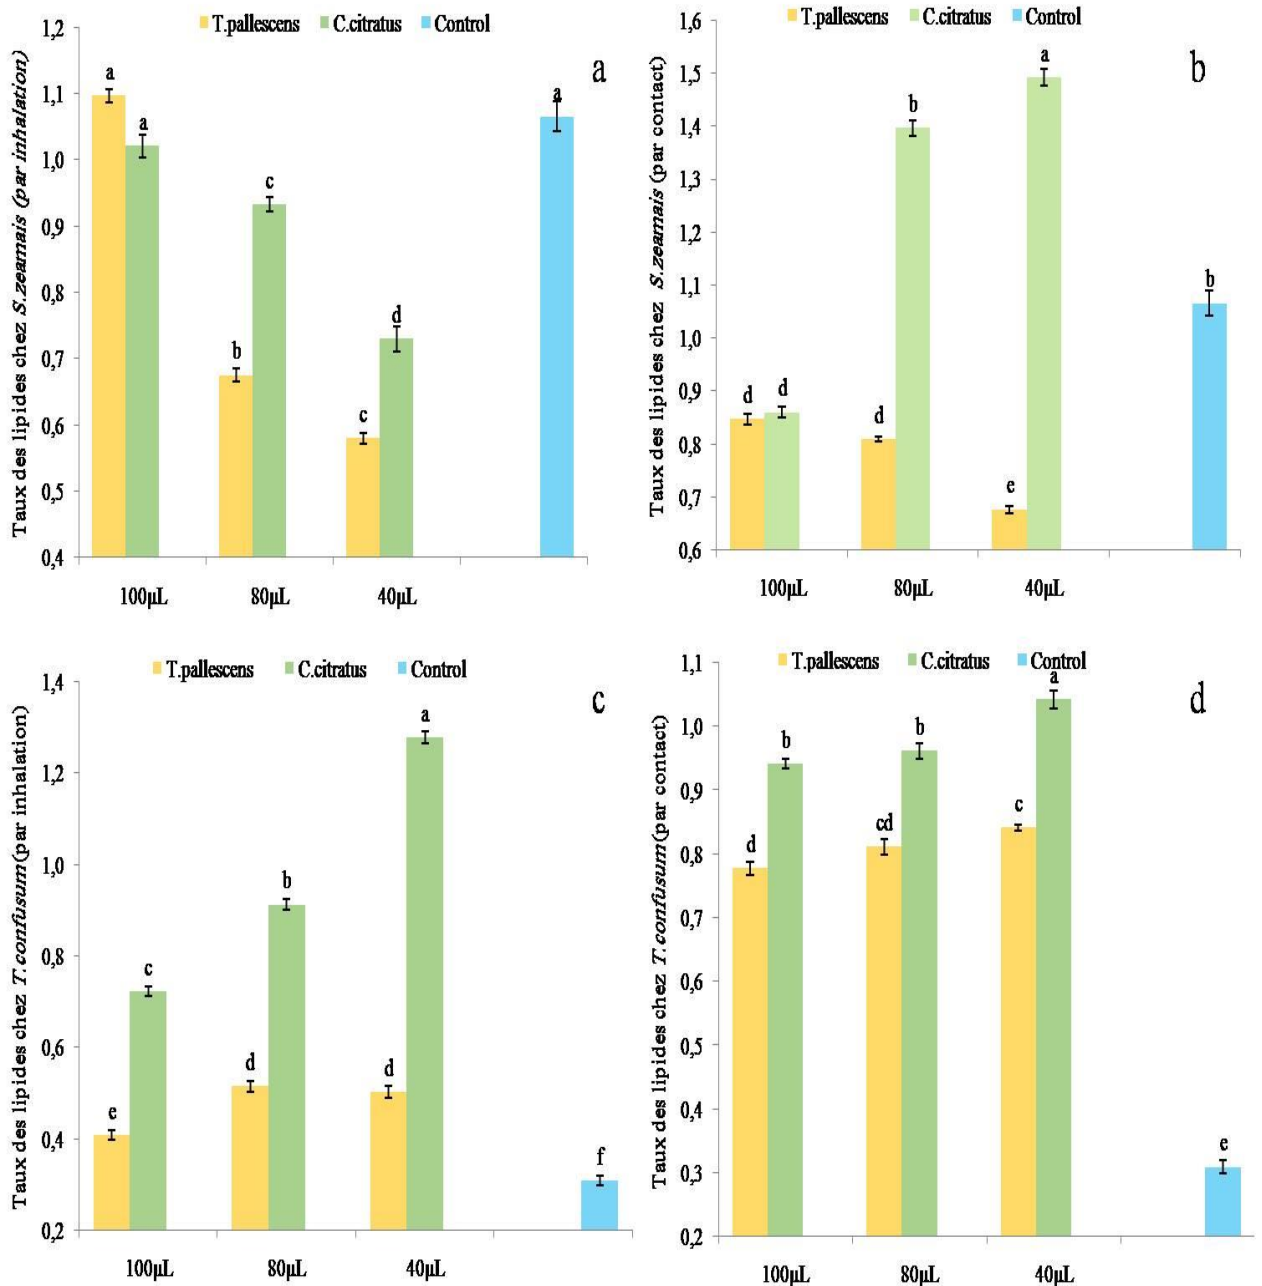 T.pallescens C.citratus Control
a
Taux des lipides chez S.zeamais (par inhalation)
1,2
1,1
1,0
0,9
0,8
0,7
0,6
0,5
0,4
a
a
b
c
c
d
a
100µL 80µL 40µL
T.pallescens C.citratus Control
b
Taux des lipides chez S.zeamais (par contact)
1,6
1,5
1,4
1,3
1,2
1,1
1,0
0,9
0,8
0,7
0,6
d
d
d
b
e
a
b
100µL 80µL 40µL
T.pallescens C.citratus Control
c
Taux des lipides chez T.confusum(par inhalation)
1,4
1,2
1,0
0,8
0,6
0,4
0,2
e
c
d
b
d
a
f
100µL 80µL 40µL
T.pallescens C.citratus Control
d
Taux des lipides chez T.confusum(par contact)
1,1
1,0
0,9
0,8
0,7
0,6
0,5
0,4
0,3
0,2
d
b
cd
b
c
a
e
100µL 80µL 40µL